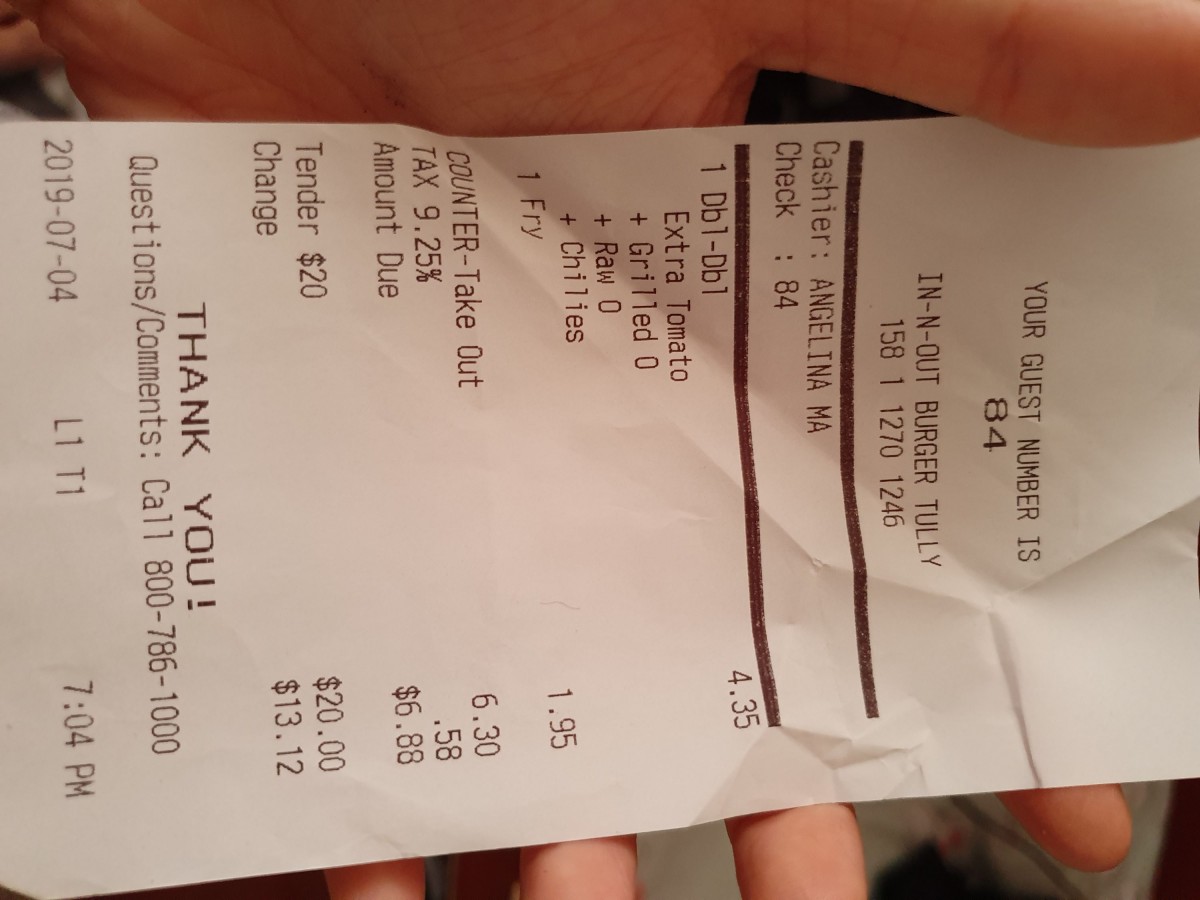 YOUR GUEST NUMBER IS
84
IN-N-OUT BURGER TULLY
158 1 1270 1246
Cashier: ANGELINA MA
Check : 84
1 Dbl-Dbl 4.35
Extra Tomato
+ Grilled O
+ Raw O
+ Chilies
1 Fry 1.95
COUNTER-Take Out 6.30
TAX 9.25% .58
Amount Due $6.88
Tender $20 $20.00
Change $13.12
THANK YOU!
Questions/Comments: Call 800-786-1000
2019-07-04 L1 T1 7:04 PM